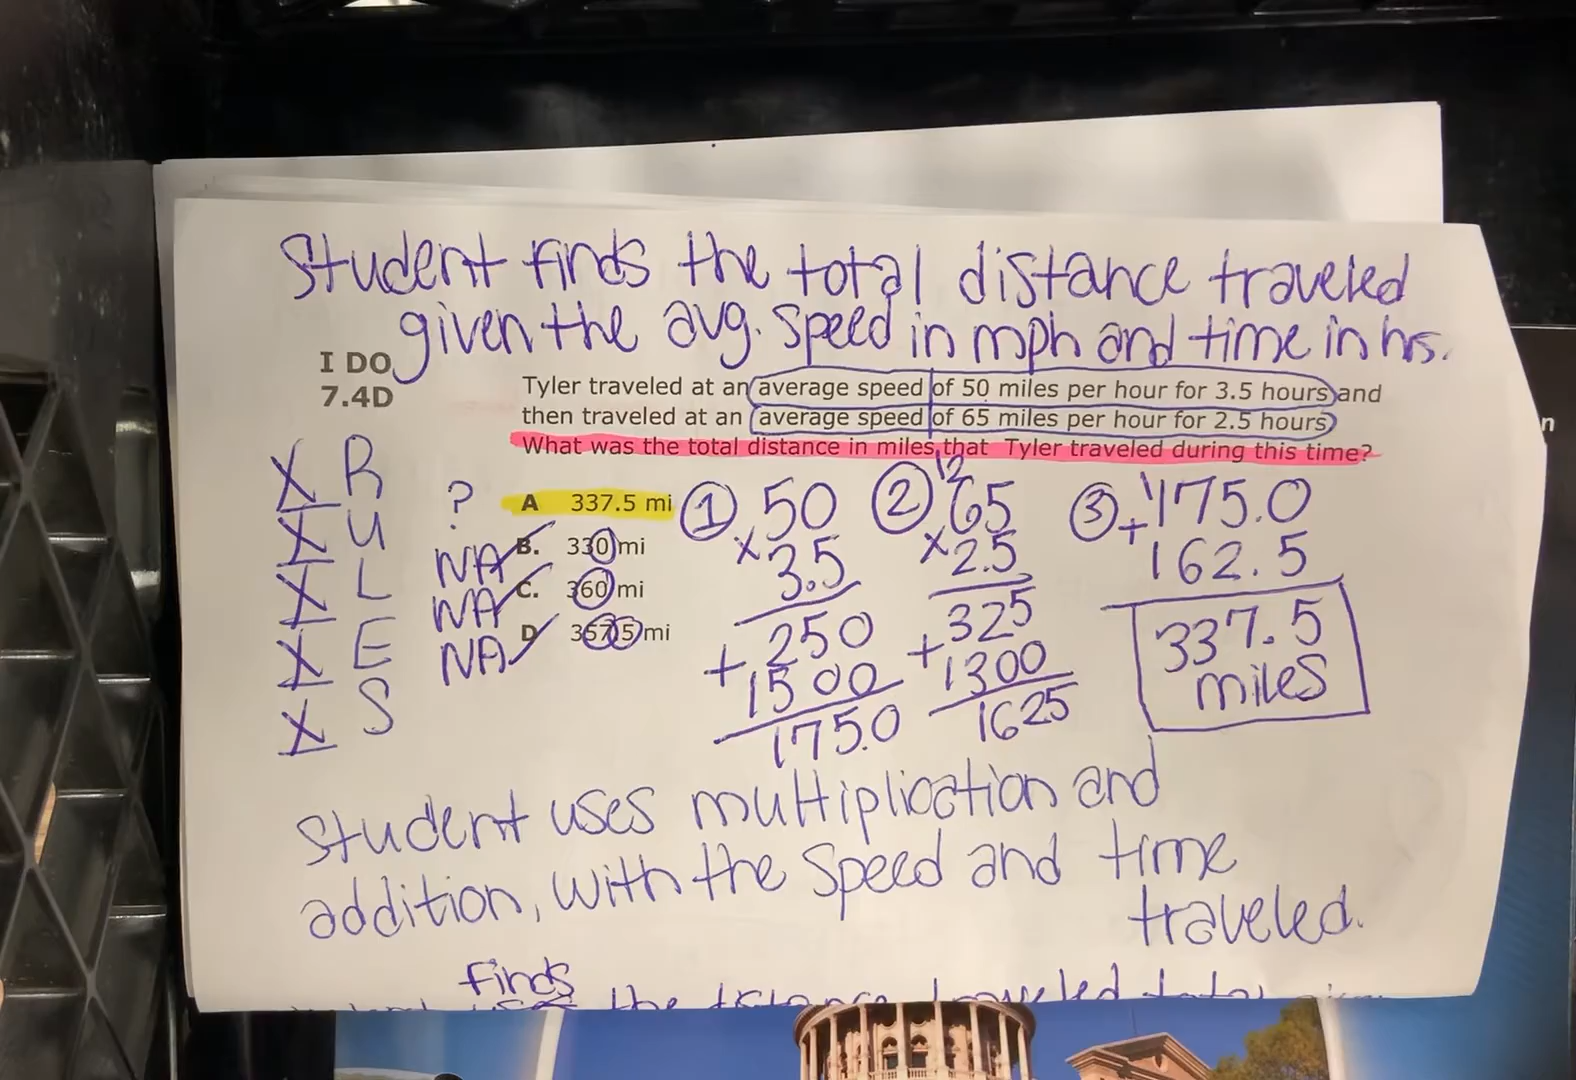 Student finds the total distance traveled
given the avg. speed in mph and time in hrs.
I DO
7.4D
Tyler traveled at an average speed of 50 miles per hour for 3.5 hours and
then traveled at an average speed of 65 miles per hour for 2.5 hours
What was the total distance in miles that Tyler traveled during this time?
X R
X U
X L
X E
X S
? A 337.5 mi
NA B. 330 mi
NA C. 360 mi
NA D 357.5 mi
1 50
x 3.5
250
+ 1500
175.0
2 12
65
x 2.5
325
+ 1300
1625
3 1
175.0
+ 162.5
337.5
miles
Student uses multiplication and
addition, with the speed and time
traveled.
finds
the distance traveled
n